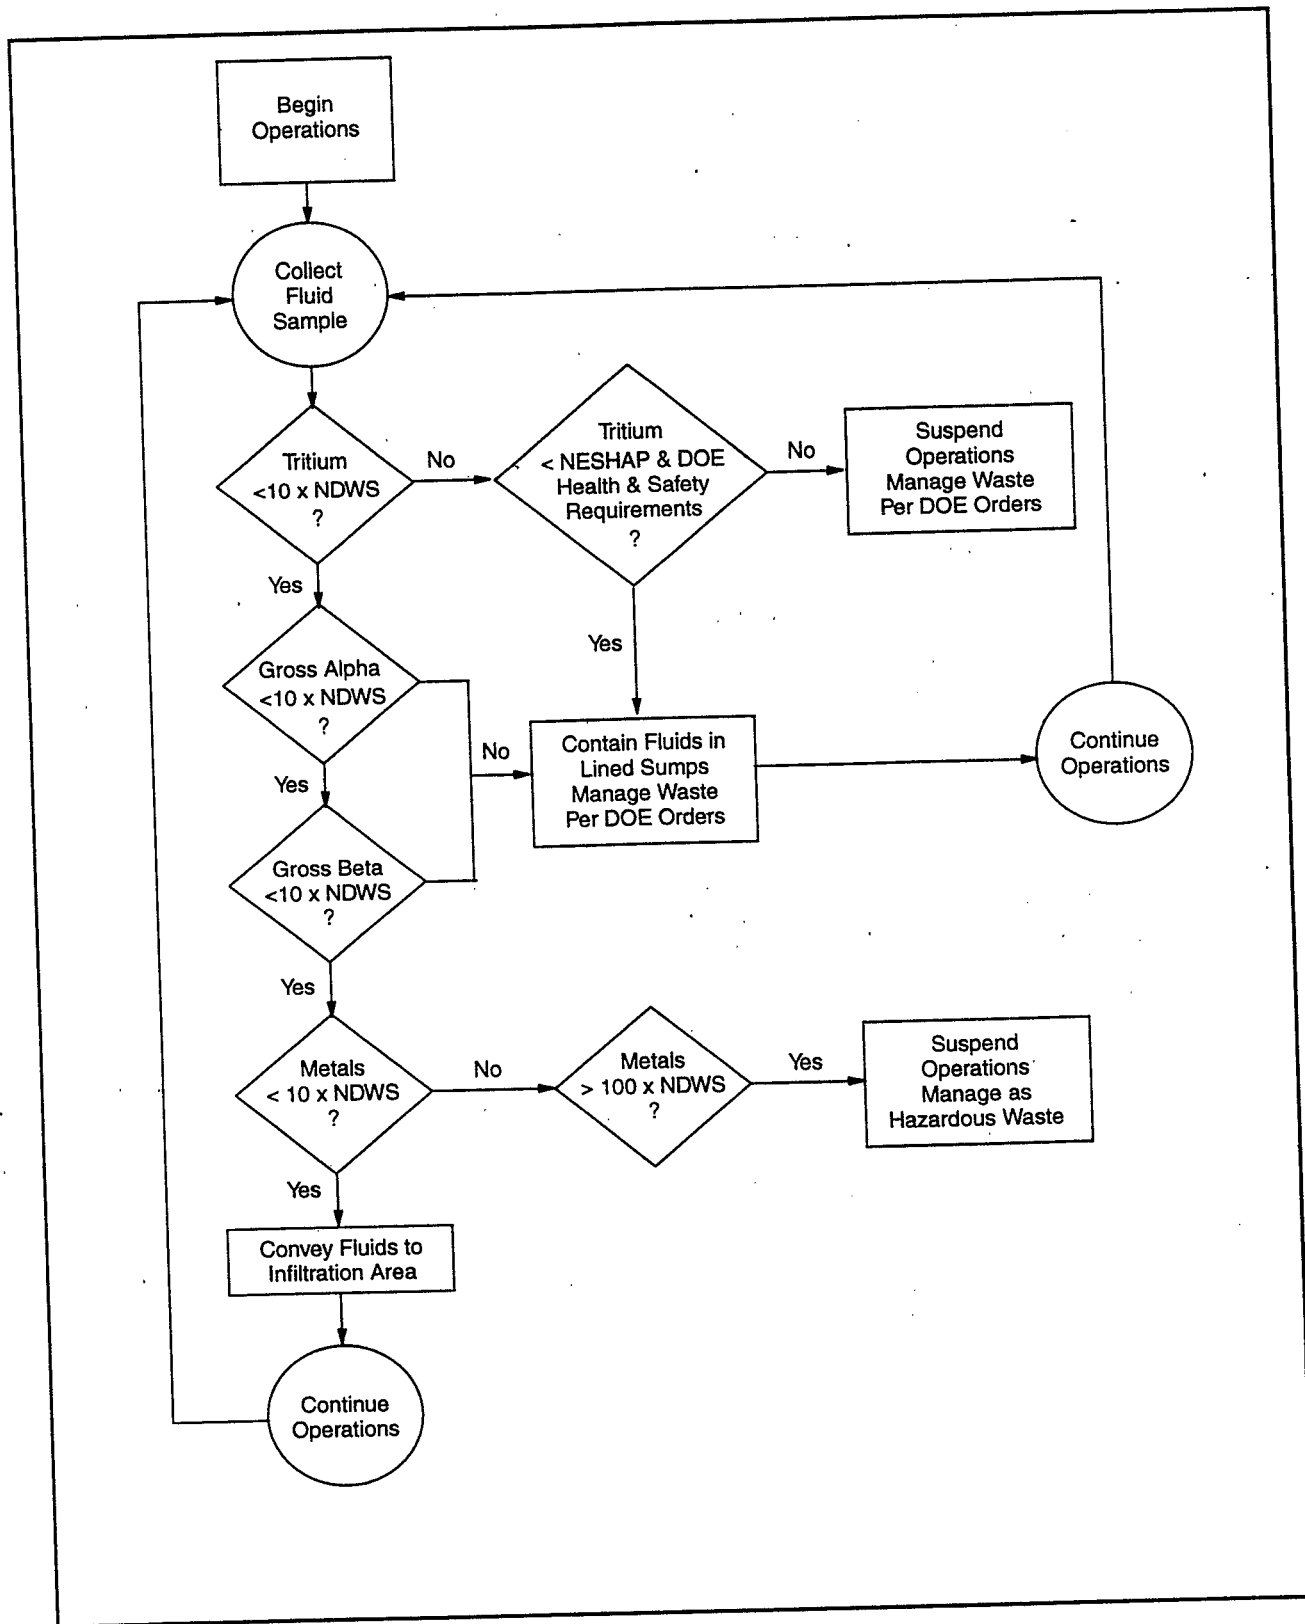 Begin
Operations
Collect
Fluid
Sample
Tritium
<10 x NDWS
?
No
Tritium
< NESHAP & DOE
Health & Safety
Requirements
?
No
Suspend
Operations
Manage Waste
Per DOE Orders
Yes
Yes
Gross Alpha
<10 x NDWS
?
No
Contain Fluids in
Lined Sumps
Manage Waste
Per DOE Orders
Continue
Operations
Yes
Gross Beta
<10 x NDWS
?
Yes
Metals
< 10 x NDWS
?
No
Metals
> 100 x NDWS
?
Yes
Suspend
Operations
Manage as
Hazardous Waste
Yes
Convey Fluids to
Infiltration Area
Continue
Operations